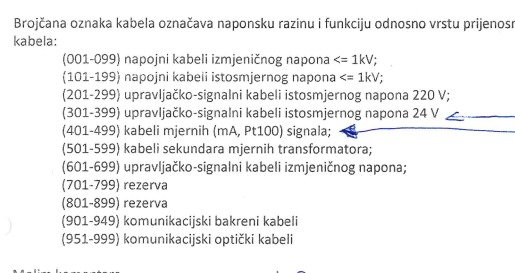 Brojčana oznaka kabela označava naponsku razinu i funkciju odnosno vrstu
kabela:
(001-099) napojni kabeli izmjeničnog napona <= 1kV;
(101-199) napojni kabeli istosmjernog napona <= 1kV;
(201-299) upravljačko-signalni kabeli istosmjernog napona 220 V;
(301-399) upravljačko-signalni kabeli istosmjernog napona 24 V
(401-499) kabeli mjernih (mA, Pt100) signala;
(501-599) kabeli sekundara mjernih transformatora;
(601-699) upravljačko-signalni kabeli izmjeničnog napona;
(701-799) rezerva
(801-899) rezerva
(901-949) komunikacijski bakreni kabeli
(951-999) komunikacijski optički kabeli